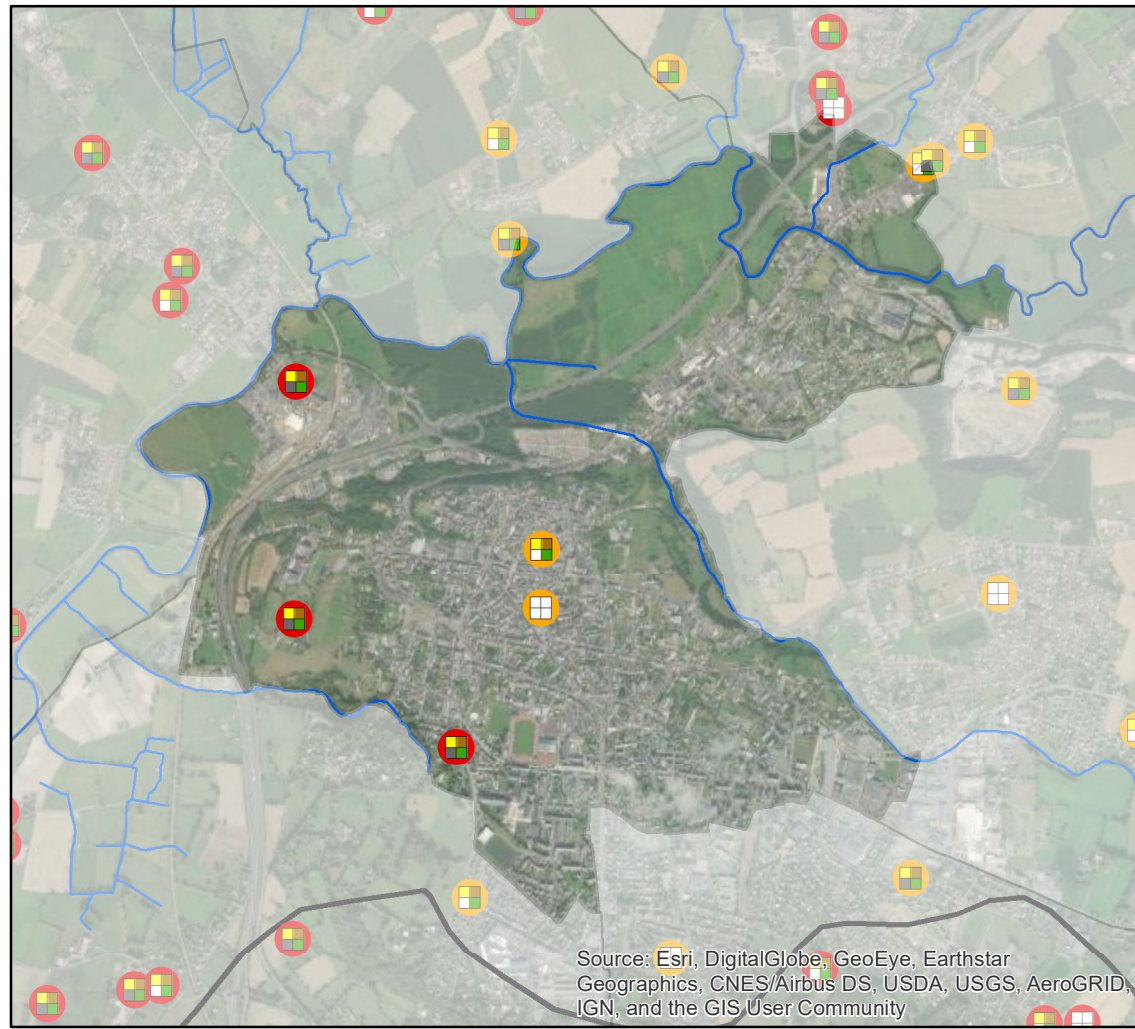 Source: Esri, DigitalGlobe, GeoEye, Earthstar
Geographics, CNES/Airbus DS, USDA, USGS, AeroGRID,
IGN, and the GIS User Community